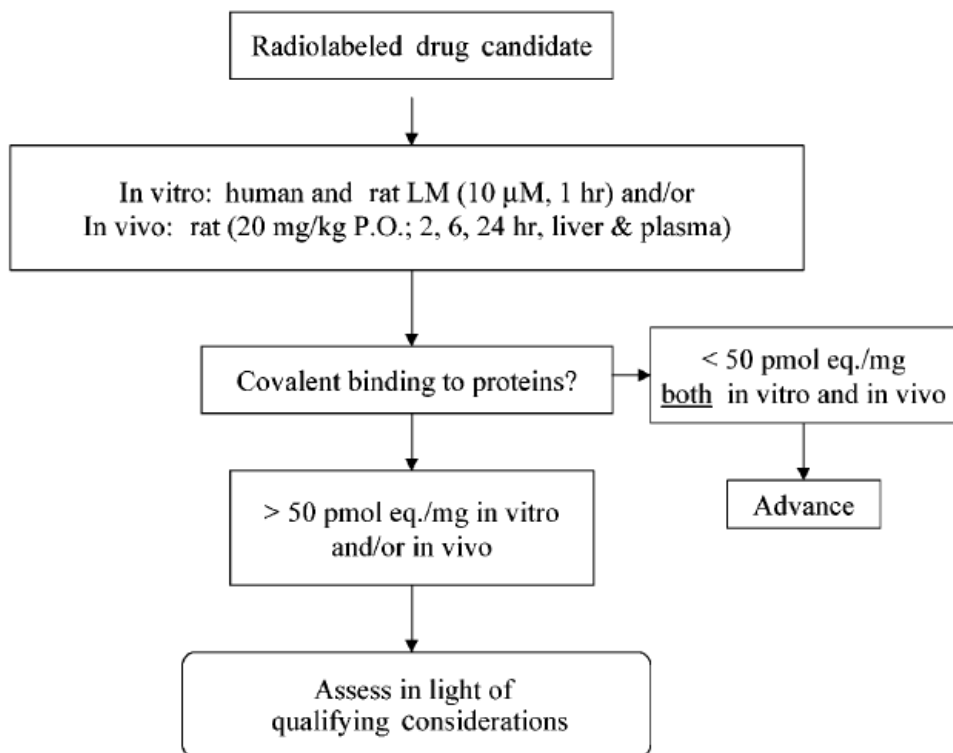 Radiolabeled drug candidate
In vitro: human and rat LM (10 μM, 1 hr) and/or
In vivo: rat (20 mg/kg P.O.; 2, 6, 24 hr, liver & plasma)
Covalent binding to proteins?
< 50 pmol eq./mg
both in vitro and in vivo
Advance
> 50 pmol eq./mg in vitro
and/or in vivo
Assess in light of
qualifying considerations